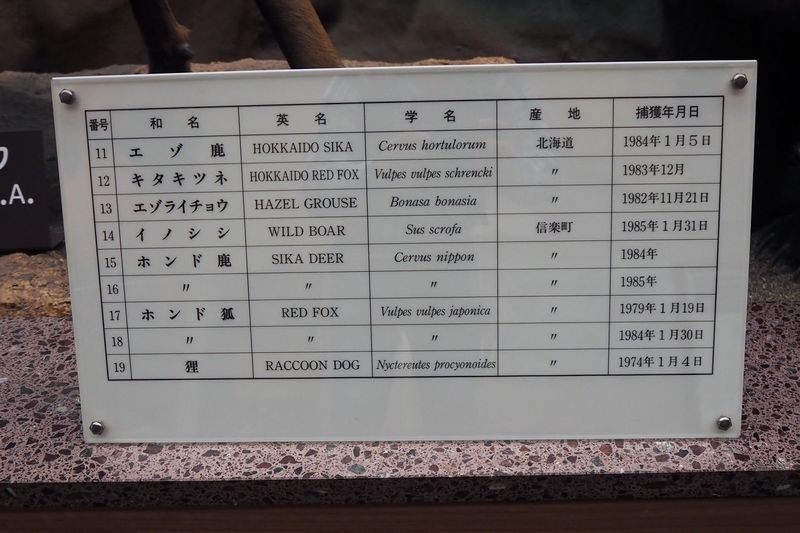 .A.
番号 和名 英名 学名 産地 捕獲年月日
11 エゾ鹿 HOKKAIDO SIKA Cervus hortulorum 北海道 1984年1月5日
12 キタキツネ HOKKAIDO RED FOX Vulpes vulpes schrencki 〃 1983年12月
13 エゾライチョウ HAZEL GROUSE Bonasa bonasia 〃 1982年11月21日
14 イノシシ WILD BOAR Sus scrofa 信楽町 1985年1月31日
15 ホンド鹿 SIKA DEER Cervus nippon 〃 1984年
16 〃 〃 〃 〃 1985年
17 ホンド狐 RED FOX Vulpes vulpes japonica 〃 1979年1月19日
18 〃 〃 〃 〃 1984年1月30日
19 狸 RACCOON DOG Nyctereutes procyonoides 〃 1974年1月4日